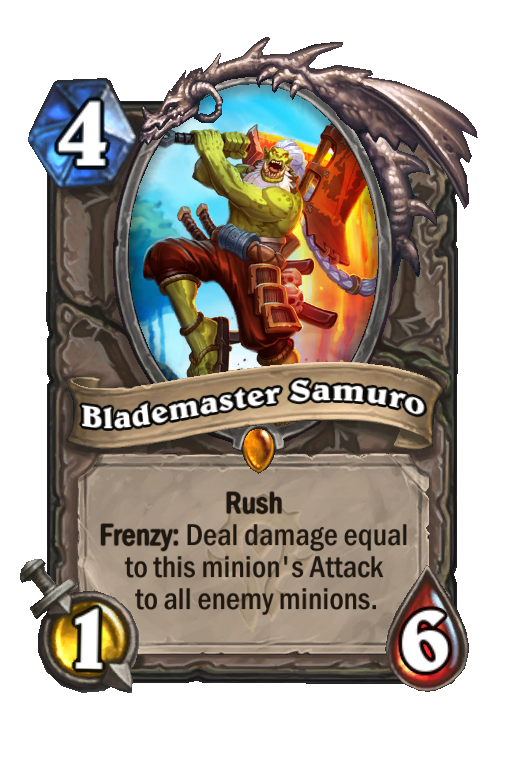 4
Blademaster Samuro
Rush
Frenzy: Deal damage equal
to this minion's Attack
to all enemy minions.
1
6